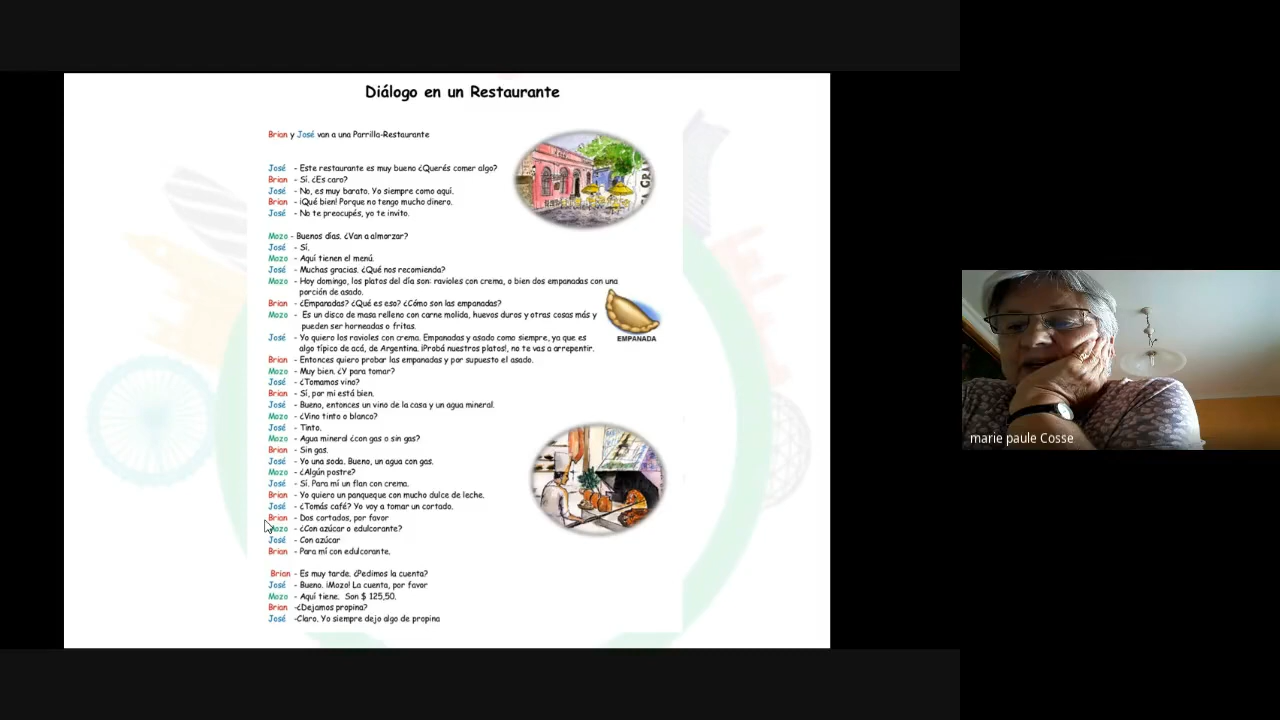 Diálogo en un Restaurante
Brian y José van a una Parrilla-Restaurante
José - Este restaurante es muy bueno ¿Querés comer algo?
Brian - Sí. ¿Es caro?
José - No, es muy barato. Yo siempre como aquí.
Brian - ¡Qué bien! Porque no tengo mucho dinero.
José - No te preocupés, yo te invito.
Mozo - Buenos días. ¿Van a almorzar?
José - Sí.
Mozo - Aquí tienen el menú.
José - Muchas gracias. ¿Qué nos recomienda?
Mozo - Hoy domingo, los platos del día son: ravioles con crema, o bien dos empanadas con una
porción de asado.
Brian - ¿Empanadas? ¿Qué es eso? ¿Cómo son las empanadas?
Mozo - Es un disco de masa relleno con carne molida, huevos duros y otras cosas más y
pueden ser horneadas o fritas.
José - Yo quiero los ravioles con crema. Empanadas y asado como siempre, ya que es
algo típico de acá, de Argentina. ¡Probá nuestros platos!, no te vas a arrepentir.
EMPANADA
Brian - Entonces quiero probar las empanadas y por supuesto el asado.
Mozo - Muy bien. ¿Y para tomar?
José - ¿Tomamos vino?
Brian - Sí, por mi está bien.
José - Bueno, entonces un vino de la casa y un agua mineral.
Mozo - ¿Vino tinto o blanco?
José - Tinto.
Mozo - Agua mineral ¿con gas o sin gas?
Brian - Sin gas.
José - Yo una soda. Bueno, un agua con gas.
Mozo - ¿Algún postre?
José - Sí. Para mí un flan con crema.
Brian - Yo quiero un panqueque con mucho dulce de leche.
José - ¿Tomás café? Yo voy a tomar un cortado.
Brian - Dos cortados, por favor
Mozo - ¿Con azúcar o edulcorante?
José - Con azúcar
Brian - Para mí con edulcorante.
Brian - Es muy tarde. ¿Pedimos la cuenta?
José - Bueno. ¡Mozo! La cuenta, por favor
Mozo - Aquí tiene. Son $ 125,50.
Brian -¿Dejamos propina?
José -Claro. Yo siempre dejo algo de propina
marie paule Cosse